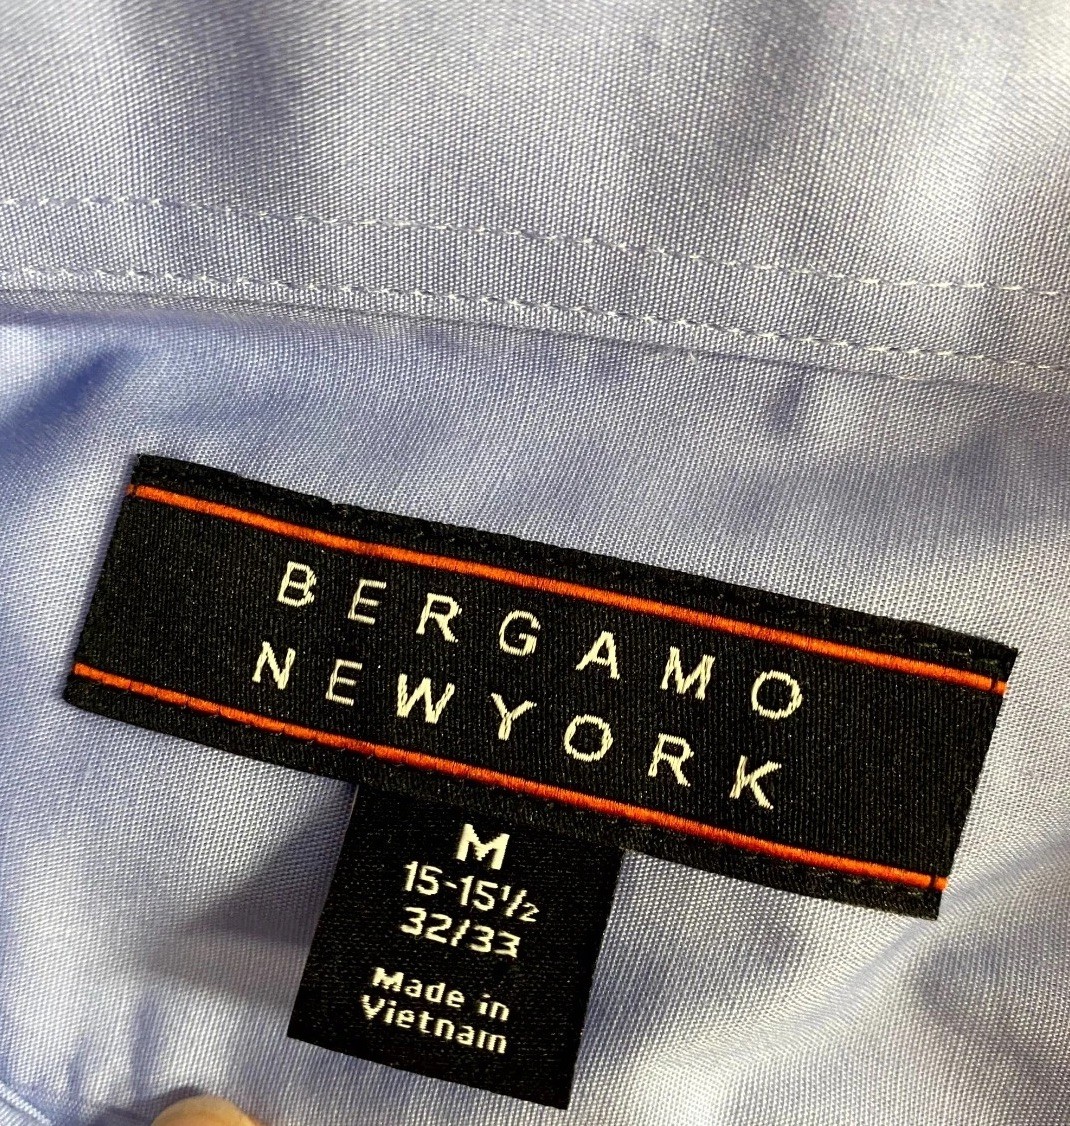 BERGAMO
NEWYORK
M
15-15½
32/33
Made in
Vietnam